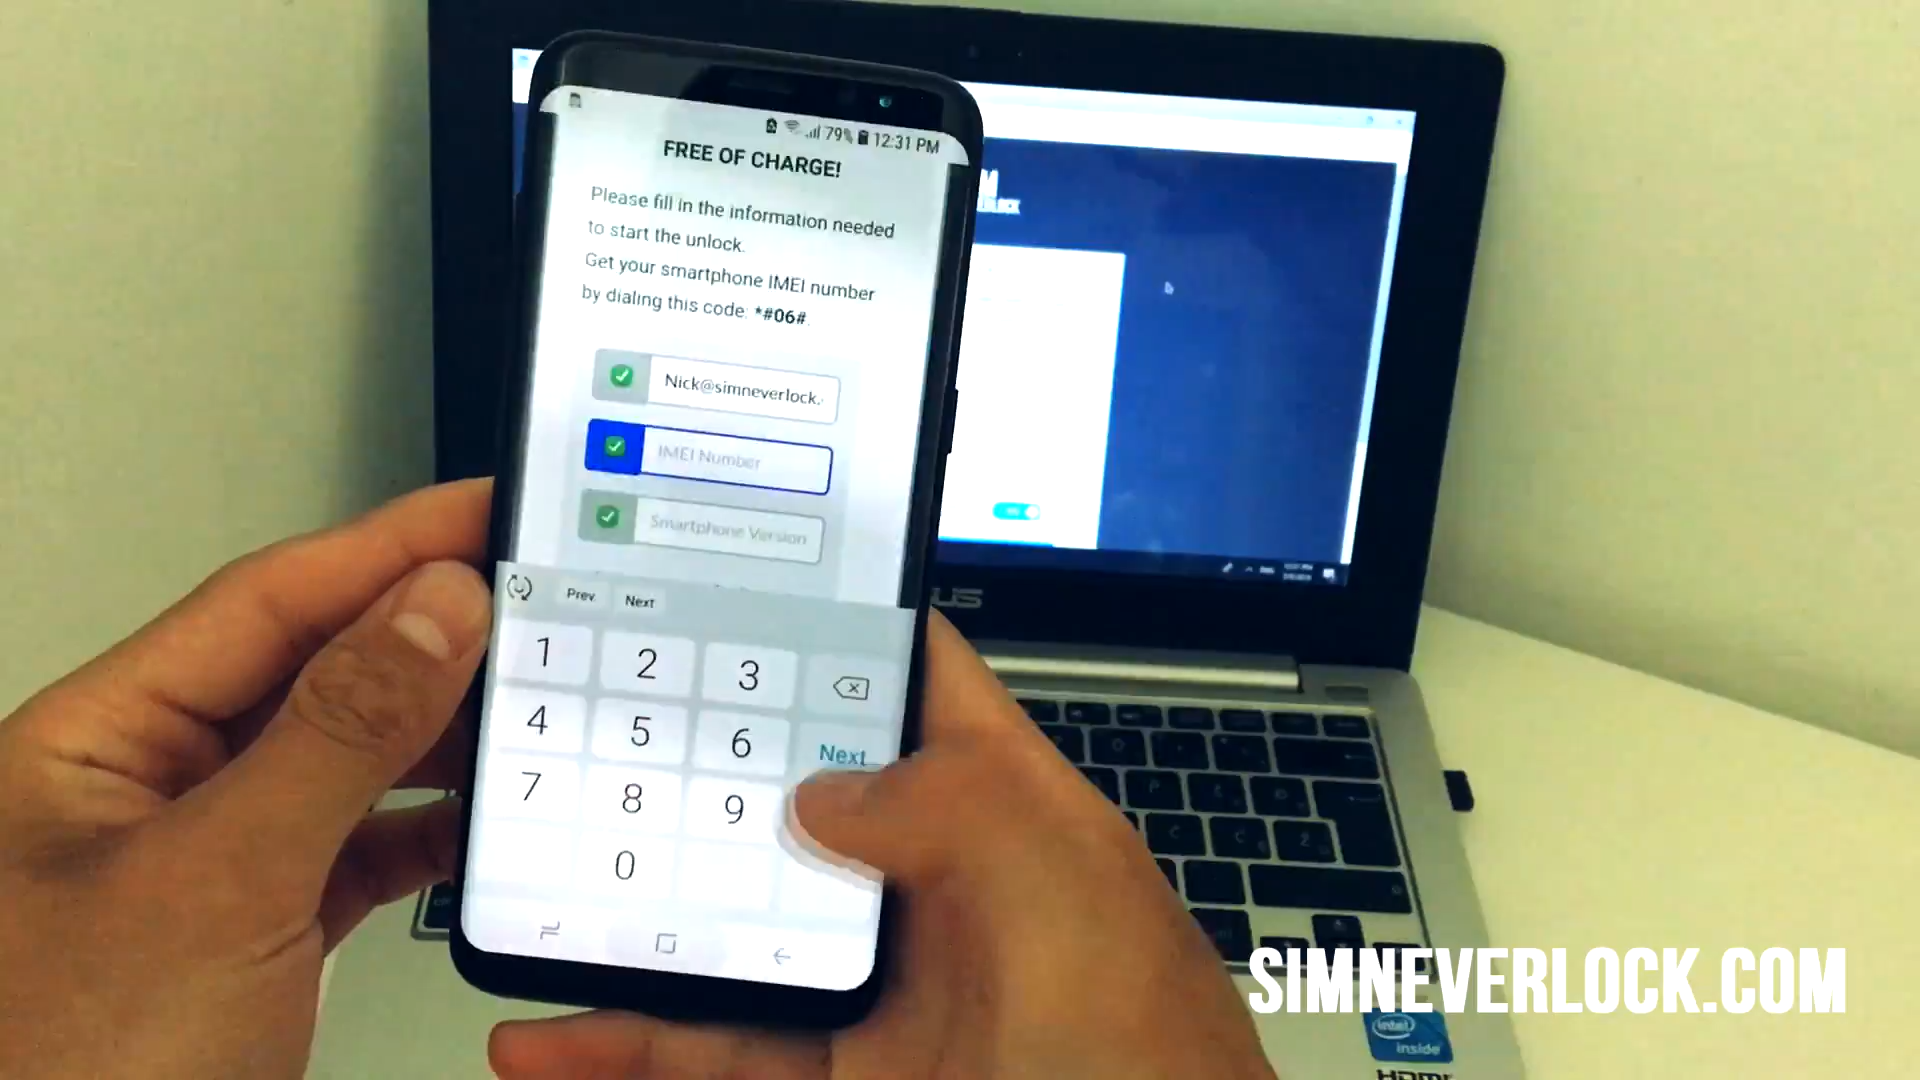 79% 12:31 PM
FREE OF CHARGE!
Please fill in the information needed
to start the unlock.
Get your smartphone IMEI number
by dialing this code: *#06#.
Nick@simneverlock.
IMEI Number
Smartphone Version
Prev. Next
1 2 3
4 5 6 Next
7 8 9
0
SIMNEVERLOCK.COM
intel
inside
HDMI